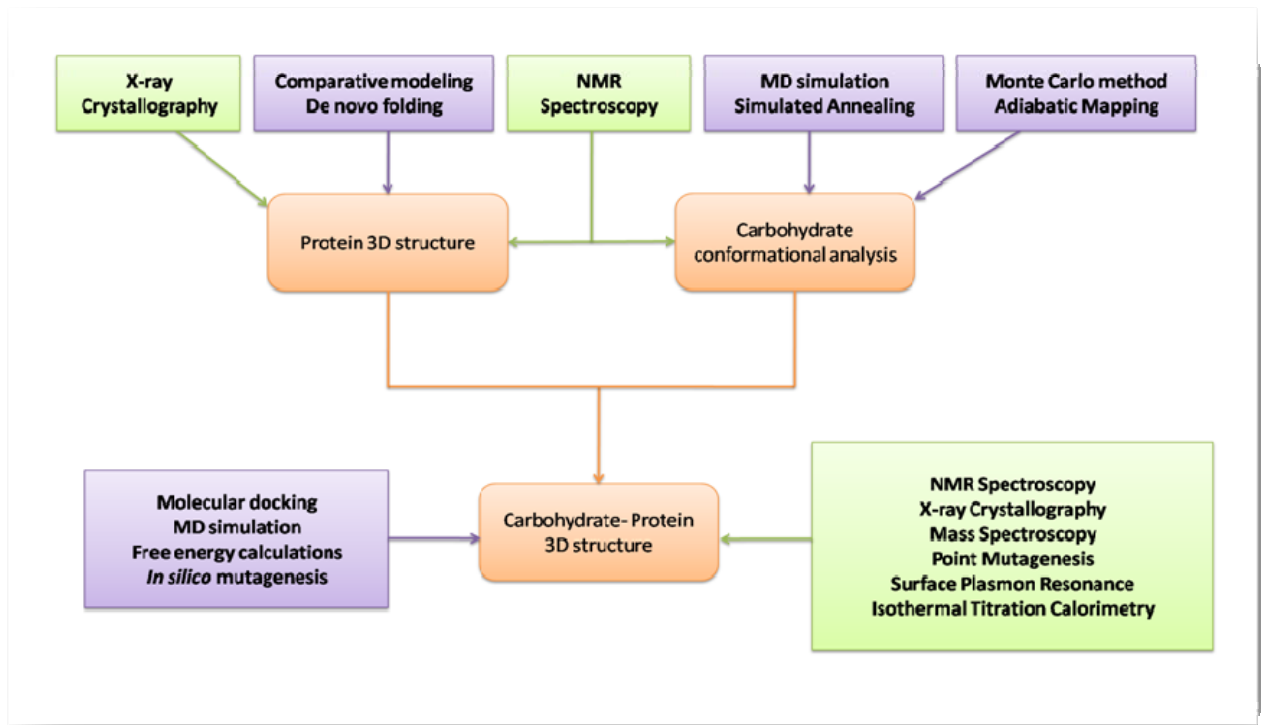 X-ray
Crystallography
Comparative modeling
De novo folding
NMR
Spectroscopy
MD simulation
Simulated Annealing
Monte Carlo method
Adiabatic Mapping
Protein 3D structure
Carbohydrate
conformational analysis
Molecular docking
MD simulation
Free energy calculations
In silico mutagenesis
Carbohydrate- Protein
3D structure
NMR Spectroscopy
X-ray Crystallography
Mass Spectroscopy
Point Mutagenesis
Surface Plasmon Resonance
Isothermal Titration Calorimetry